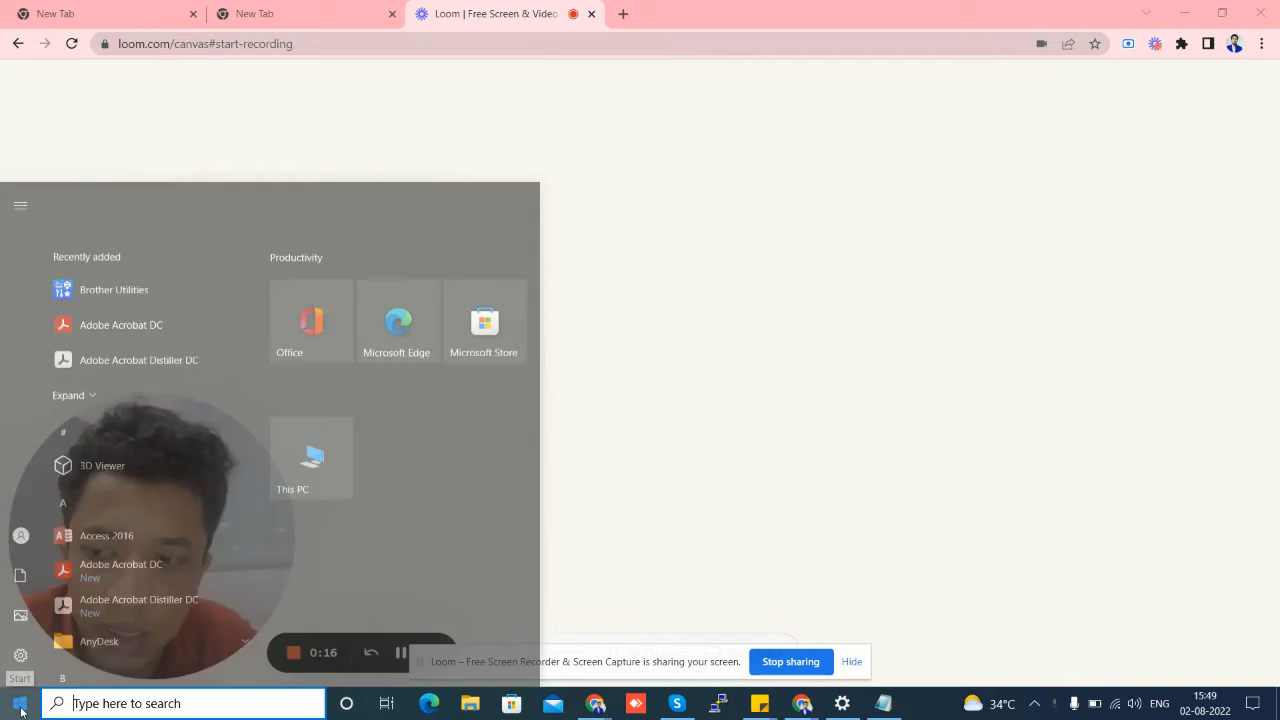 New Tab
New Tab
Loom | Free Screen & Video
loom.com/canvas#start-recording
Recently added
Productivity
Brother Utilities
Adobe Acrobat DC
Adobe Acrobat Distiller DC
Office
Microsoft Edge
Microsoft Store
Expand
#
3D Viewer
This PC
A
Access 2016
Adobe Acrobat DC
New
Adobe Acrobat Distiller DC
New
AnyDesk
0:16
Loom – Free Screen Recorder & Screen Capture is sharing your screen.
Stop sharing
Hide
Start
B
Type here to search
34°C
ENG
15:49
02-08-2022